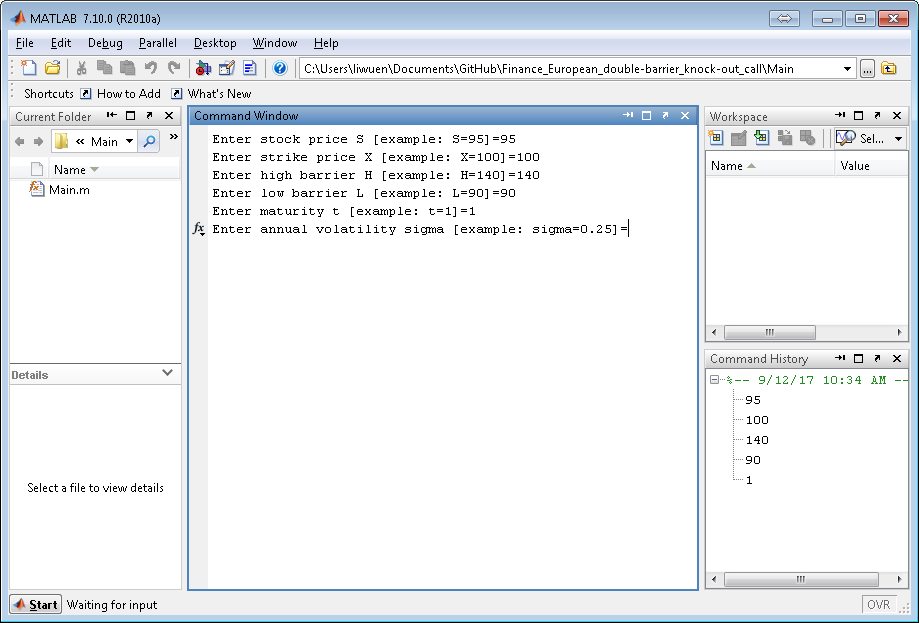 MATLAB 7.10.0 (R2010a)
File Edit Debug Parallel Desktop Window Help
C:\Users\liwuen\Documents\GitHub\Finance_European_double-barrier_knock-out_call\Main
...
Shortcuts How to Add What's New
Current Folder
« Main
»
Name
Main.m
Details
Select a file to view details
Command Window
Enter stock price S [example: S=95]=95
Enter strike price X [example: X=100]=100
Enter high barrier H [example: H=140]=140
Enter low barrier L [example: L=90]=90
Enter maturity t [example: t=1]=1
fx Enter annual volatility sigma [example: sigma=0.25]=
Workspace
Sel...
Name Value
Command History
%-- 9/12/17 10:34 AM --
95
100
140
90
1
Start Waiting for input
OVR